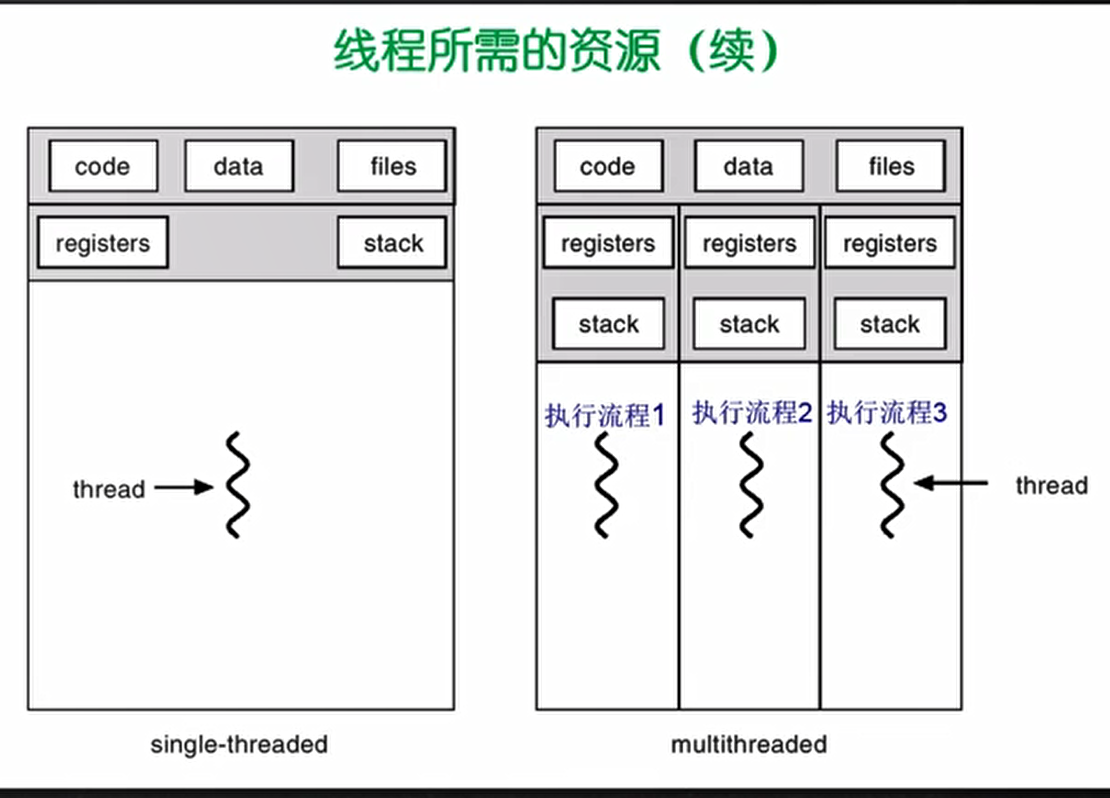 线程所需的资源（续）
code data files
registers stack
thread
single-threaded
code data files
registers registers registers
stack stack stack
执行流程1 执行流程2 执行流程3
thread
multithreaded